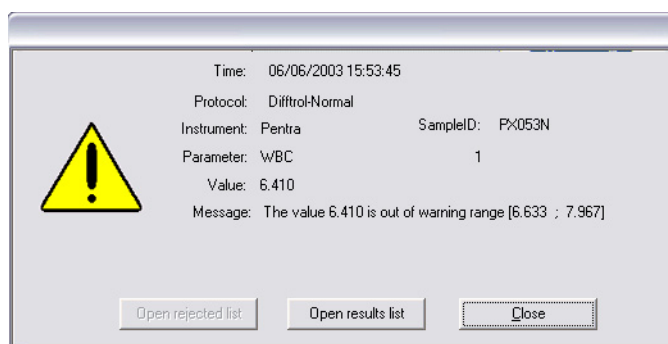 Time: 06/06/2003 15:53:45
Protocol: Difftrol-Normal
Instrument: Pentra SampleID: PX053N
Parameter: WBC 1
Value: 6.410
Message: The value 6.410 is out of warning range [6.633 ; 7.967]
Open rejected list Open results list Close